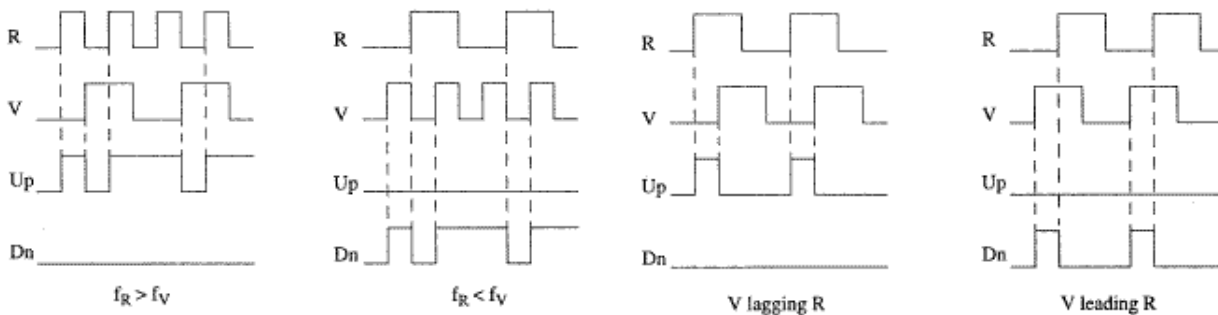 R
V
Up
Dn
f_R > f_V
R
V
Up
Dn
f_R < f_V
R
V
Up
Dn
V lagging R
R
V
Up
Dn
V leading R